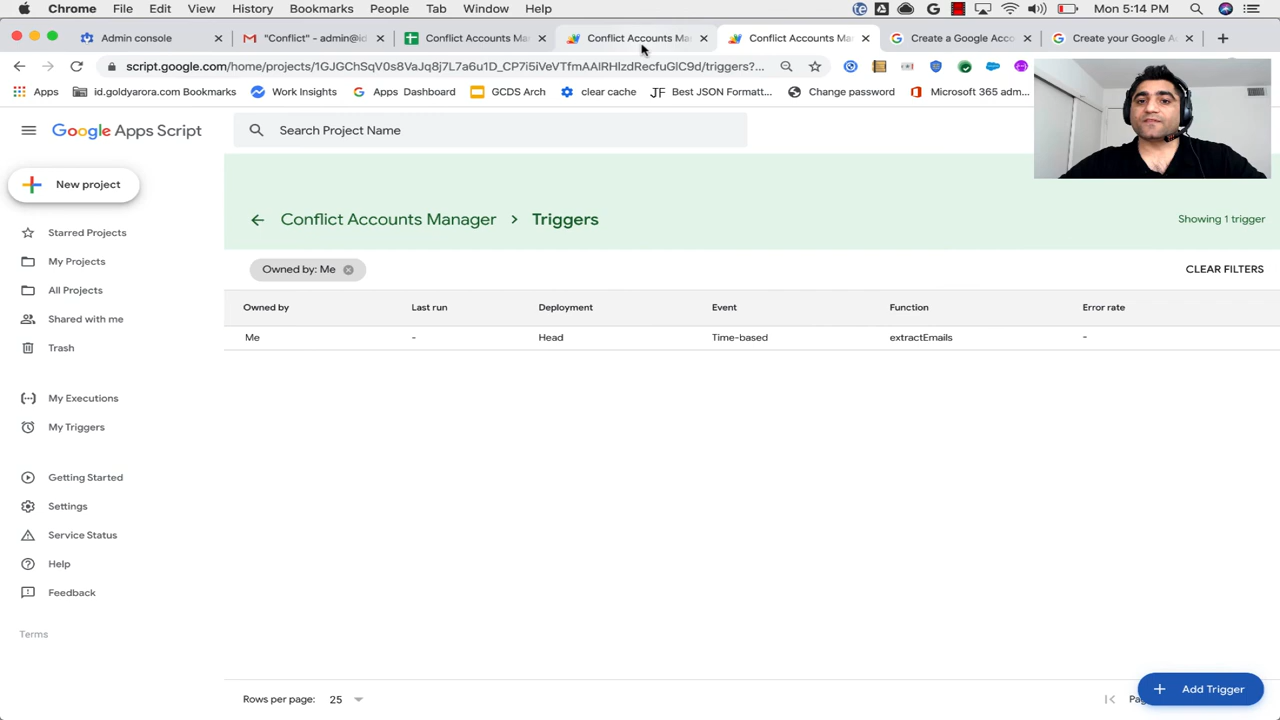 Chrome File Edit View History Bookmarks People Tab Window Help Mon 5:14 PM
Admin console "Conflict" - admin@id Conflict Accounts Ma Conflict Accounts Ma Conflict Accounts Ma Create a Google Acc Create your Google A
script.google.com/home/projects/1GJGChSqV0s8VaJq8j7L7a6u1D_CP7i5iVeVTfmAAIRHIzdRecfuGlC9d/triggers?...
Apps id.goldyarora.com Bookmarks Work Insights Apps Dashboard GCDS Arch clear cache Best JSON Formatt... Change password Microsoft 365 adm...
Google Apps Script
Search Project Name
New project
Conflict Accounts Manager > Triggers
Showing 1 trigger
Starred Projects
My Projects
All Projects
Shared with me
Trash
My Executions
My Triggers
Getting Started
Settings
Service Status
Help
Feedback
Terms
Owned by: Me
CLEAR FILTERS
Owned by Last run Deployment Event Function Error rate
Me - Head Time-based extractEmails -
Rows per page: 25
Add Trigger